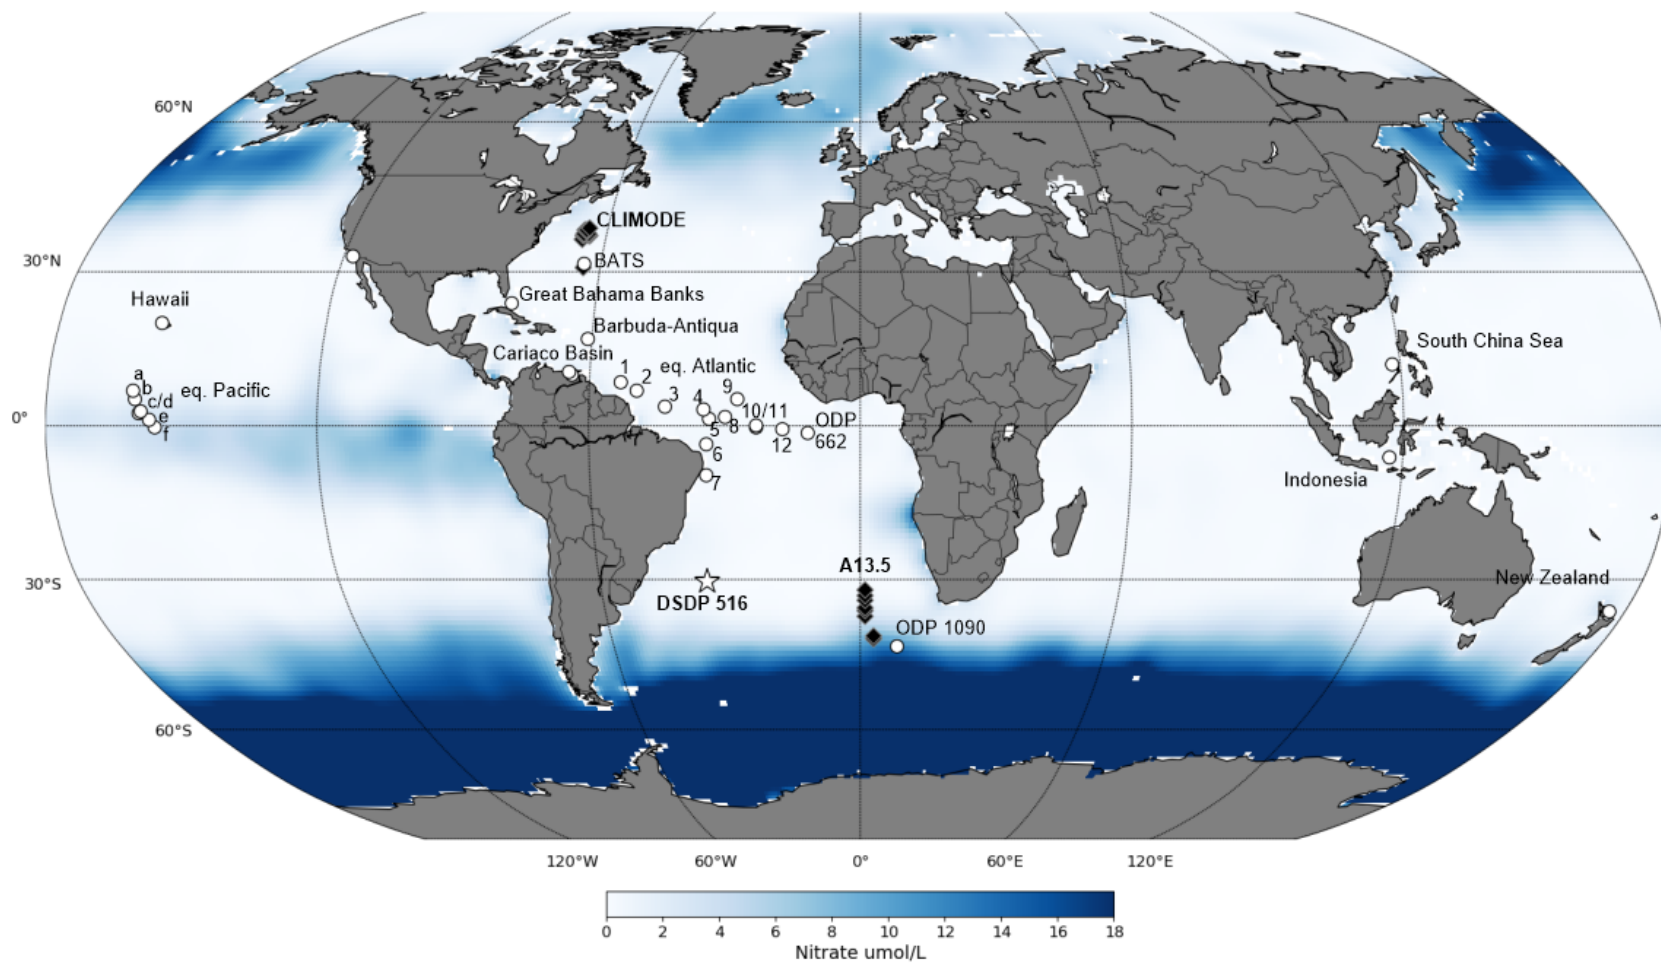 60°N
CLIMODE
30°N
BATS
Hawaii
Great Bahama Banks
Barbuda-Antiqua
South China Sea
Cariaco Basin
a
b
c/d
e
f
eq. Pacific
eq. Atlantic
1
2
3
4
9
10/11
ODP
662
0°
5
8
12
6
7
Indonesia
A13.5
30°S
New Zealand
DSDP 516
ODP 1090
60°S
120°W 60°W 0° 60°E 120°E
0 2 4 6 8 10 12 14 16 18
Nitrate umol/L